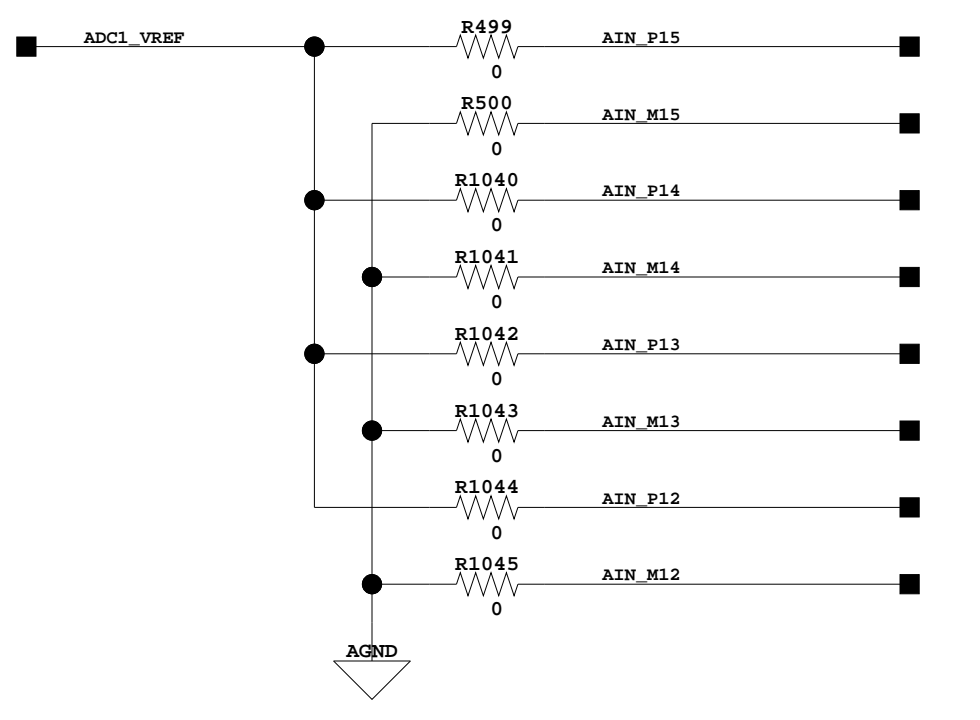 R499
ADC1_VREF
AIN_P15
0
R500
AIN_M15
0
R1040
AIN_P14
0
R1041
AIN_M14
0
R1042
AIN_P13
0
R1043
AIN_M13
0
R1044
AIN_P12
0
R1045
AIN_M12
0
AGND